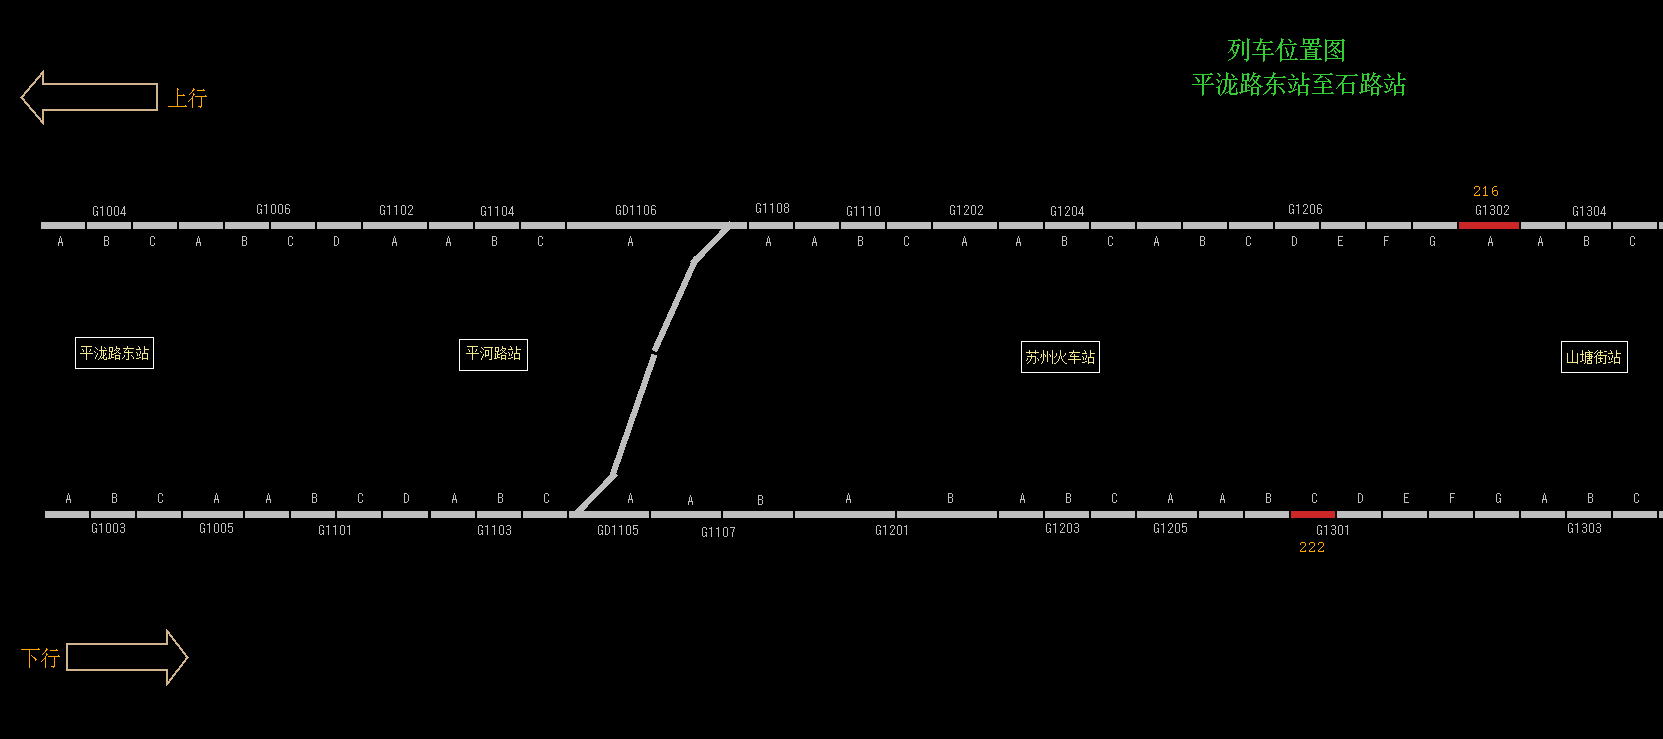 列车位置图
平泷路东站至石路站
上行
216
G1004 G1006 G1102 G1104 GD1106 G1108 G1110 G1202 G1204 G1206 G1302 G1304
A B C A B C D A A B C A A A B C A A B C A B C D E F G A A B C
平泷路东站 平河路站 苏州火车站 山塘街站
A B C A A B C D A B C A A B A B A B C A A B C D E F G A B C
G1003 G1005 G1101 G1103 GD1105 G1107 G1201 G1203 G1205 G1301 G1303
222
下行